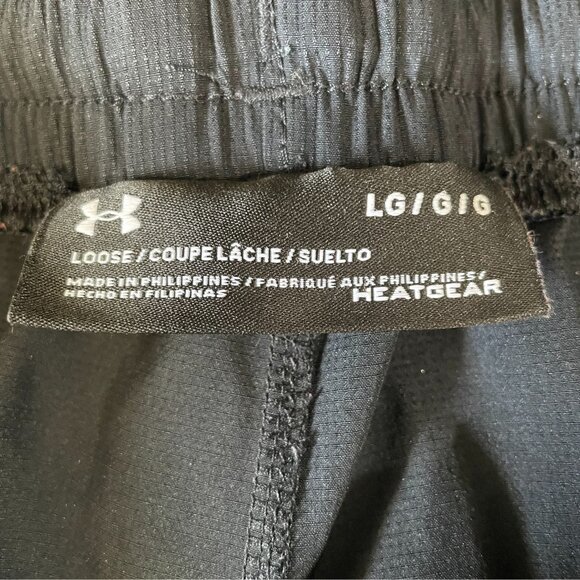 LG/G/G
LOOSE/COUPE LÂCHE/SUELTO
MADE IN PHILIPPINES/FABRIQUÉ AUX PHILIPPINES/
HECHO EN FILIPINAS
HEATGEAR